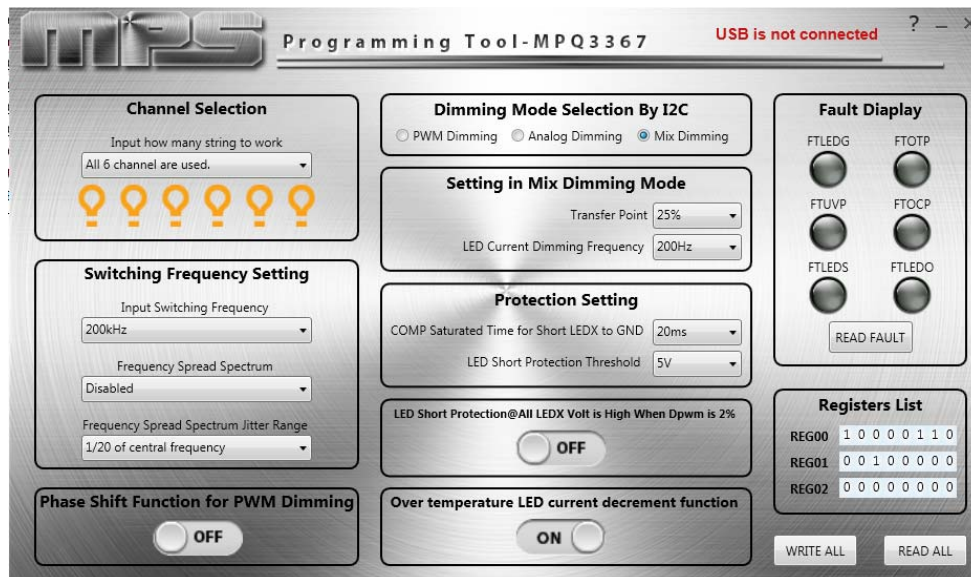 MPS
Programming Tool-MPQ3367
USB is not connected
?
Channel Selection
Input how many string to work
All 6 channel are used.
Switching Frequency Setting
Input Switching Frequency
200kHz
Frequency Spread Spectrum
Disabled
Frequency Spread Spectrum Jitter Range
1/20 of central frequency
Phase Shift Function for PWM Dimming
OFF
Dimming Mode Selection By I2C
PWM Dimming Analog Dimming Mix Dimming
Setting in Mix Dimming Mode
Transfer Point 25%
LED Current Dimming Frequency 200Hz
Protection Setting
COMP Saturated Time for Short LEDX to GND 20ms
LED Short Protection Threshold 5V
LED Short Protection@All LEDX Volt is High When Dpwm is 2%
OFF
Over temperature LED current decrement function
ON
Fault Display
FTLEDG FTOTP
FTUVP FTOCP
FTLEDS FTLEDO
READ FAULT
Registers List
REG00 1 0 0 0 0 1 1 0
REG01 0 0 1 0 0 0 0 0
REG02 0 0 0 0 0 0 0 0
WRITE ALL READ ALL